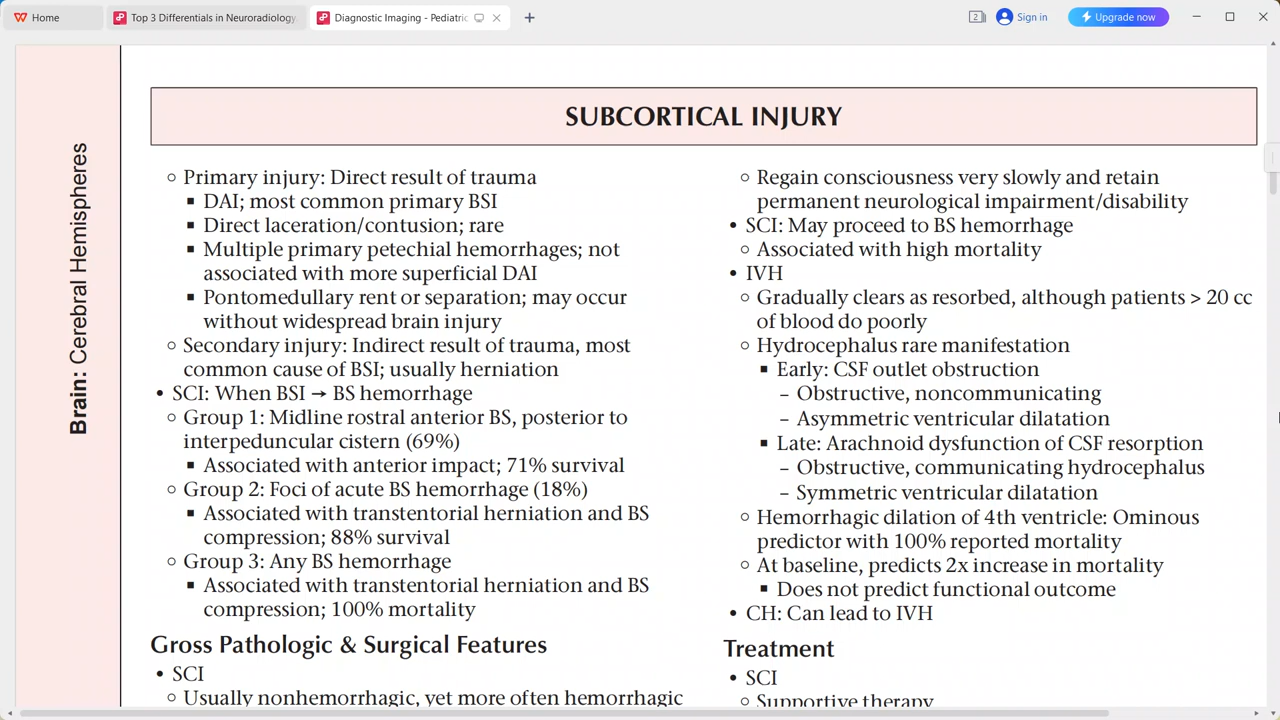 Home
Top 3 Differentials in Neuroradiology
Diagnostic Imaging - Pediatric
2
Sign in
Upgrade now
Brain: Cerebral Hemispheres
SUBCORTICAL INJURY
○ Primary injury: Direct result of trauma
▪ DAI; most common primary BSI
▪ Direct laceration/contusion; rare
▪ Multiple primary petechial hemorrhages; not
associated with more superficial DAI
▪ Pontomedullary rent or separation; may occur
without widespread brain injury
○ Secondary injury: Indirect result of trauma, most
common cause of BSI; usually herniation
• SCI: When BSI → BS hemorrhage
○ Group 1: Midline rostral anterior BS, posterior to
interpeduncular cistern (69%)
▪ Associated with anterior impact; 71% survival
○ Group 2: Foci of acute BS hemorrhage (18%)
▪ Associated with transtentorial herniation and BS
compression; 88% survival
○ Group 3: Any BS hemorrhage
▪ Associated with transtentorial herniation and BS
compression; 100% mortality
Gross Pathologic & Surgical Features
• SCI
○ Usually nonhemorrhagic, yet more often hemorrhagic
○ Regain consciousness very slowly and retain
permanent neurological impairment/disability
• SCI: May proceed to BS hemorrhage
○ Associated with high mortality
• IVH
○ Gradually clears as resorbed, although patients > 20 cc
of blood do poorly
○ Hydrocephalus rare manifestation
▪ Early: CSF outlet obstruction
– Obstructive, noncommunicating
– Asymmetric ventricular dilatation
▪ Late: Arachnoid dysfunction of CSF resorption
– Obstructive, communicating hydrocephalus
– Symmetric ventricular dilatation
○ Hemorrhagic dilation of 4th ventricle: Ominous
predictor with 100% reported mortality
○ At baseline, predicts 2x increase in mortality
▪ Does not predict functional outcome
• CH: Can lead to IVH
Treatment
• SCI
○ Supportive therapy